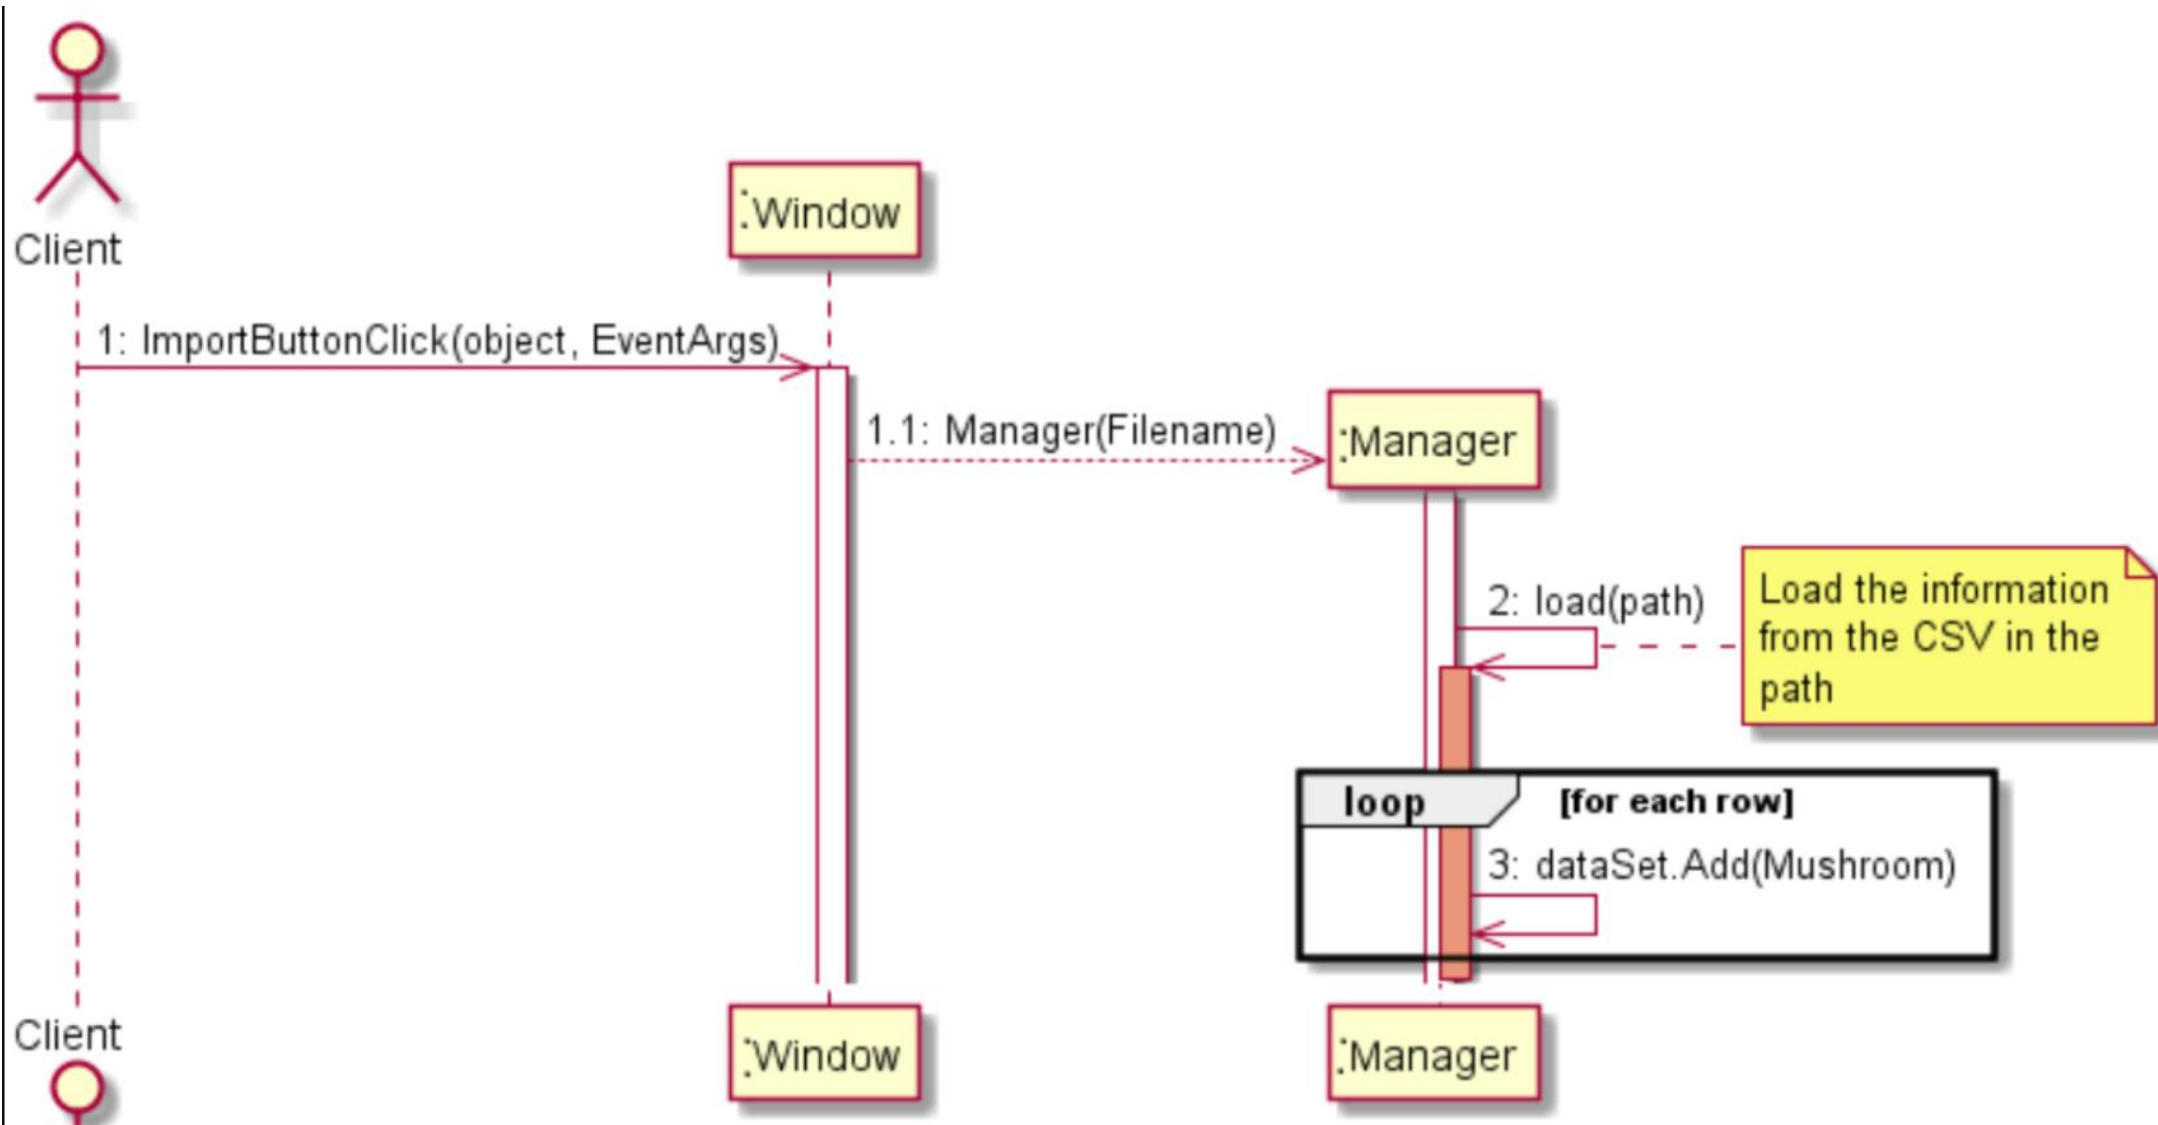 Client
:Window
1: ImportButtonClick(object, EventArgs)
1.1: Manager(Filename)
:Manager
2: load(path)
Load the information
from the CSV in the
path
loop
[for each row]
3: dataSet.Add(Mushroom)
Client
:Window
:Manager